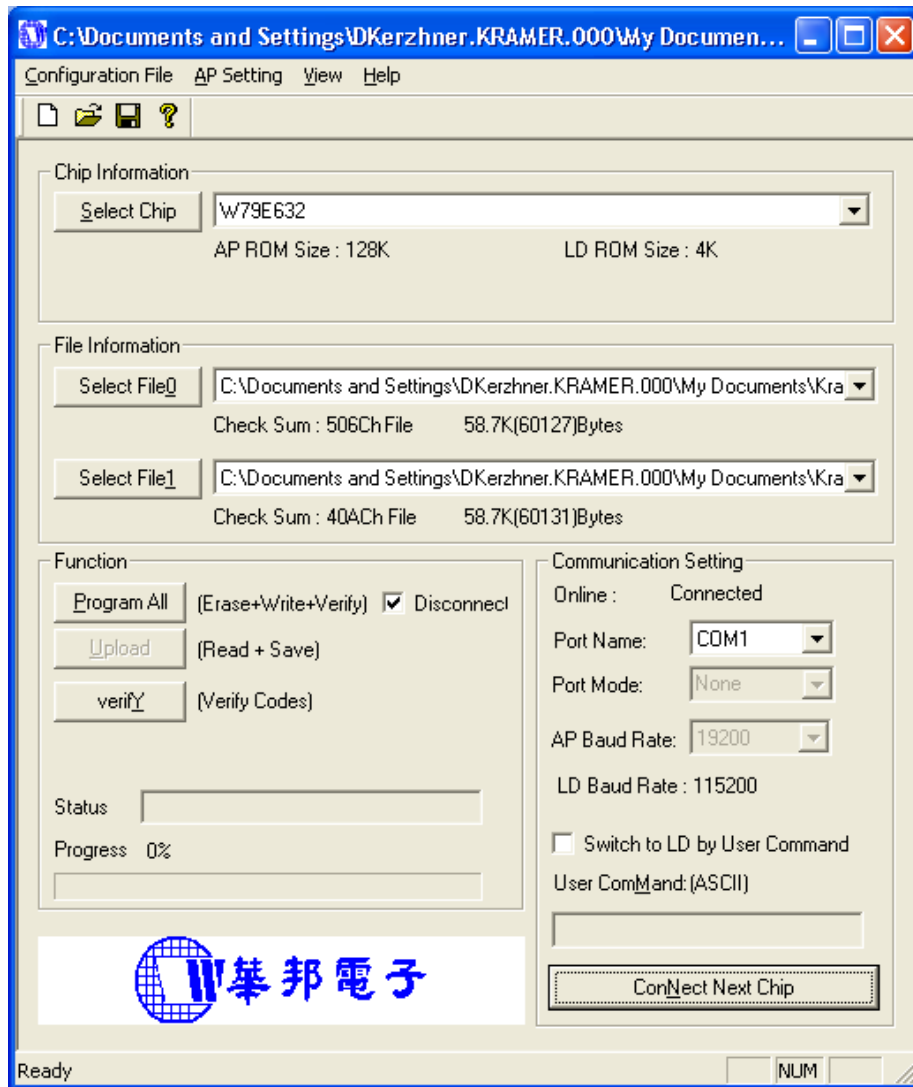 C:\Documents and Settings\DKerzhner.KRAMER.000\My Documen...
Configuration File AP Setting View Help
Chip Information
Select Chip W79E632
AP ROM Size : 128K LD ROM Size : 4K
File Information
Select File0 C:\Documents and Settings\DKerzhner.KRAMER.000\My Documents\Kra
Check Sum : 506Ch File 58.7K(60127)Bytes
Select File1 C:\Documents and Settings\DKerzhner.KRAMER.000\My Documents\Kra
Check Sum : 40ACh File 58.7K(60131)Bytes
Function
Program All (Erase+Write+Verify) Disconnect
Upload (Read + Save)
verifY (Verify Codes)
Status
Progress 0%
Communication Setting
Online : Connected
Port Name: COM1
Port Mode: None
AP Baud Rate: 19200
LD Baud Rate : 115200
Switch to LD by User Command
User ComMand:(ASCII)
ConNect Next Chip
華邦電子
Ready NUM